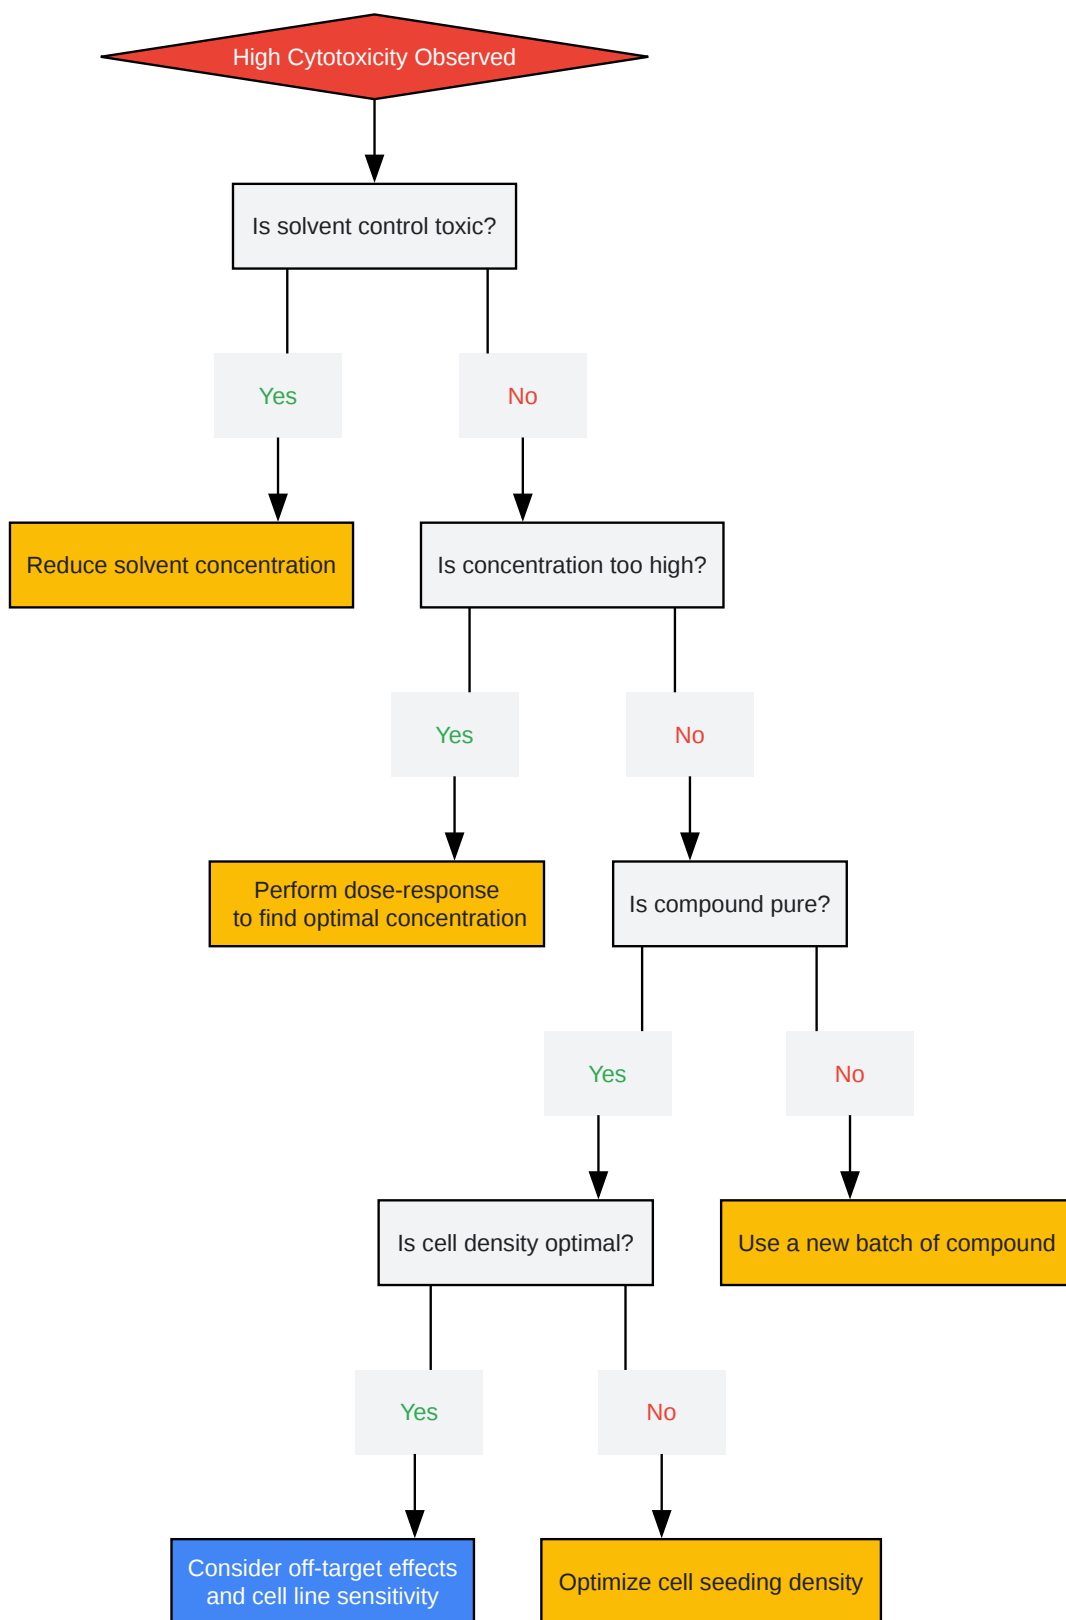 High Cytotoxicity Observed
Is solvent control toxic?
Yes
No
Reduce solvent concentration
Is concentration too high?
Yes
No
Perform dose-response
to find optimal concentration
Is compound pure?
Yes
No
Is cell density optimal?
Use a new batch of compound
Yes
No
Consider off-target effects
and cell line sensitivity
Optimize cell seeding density